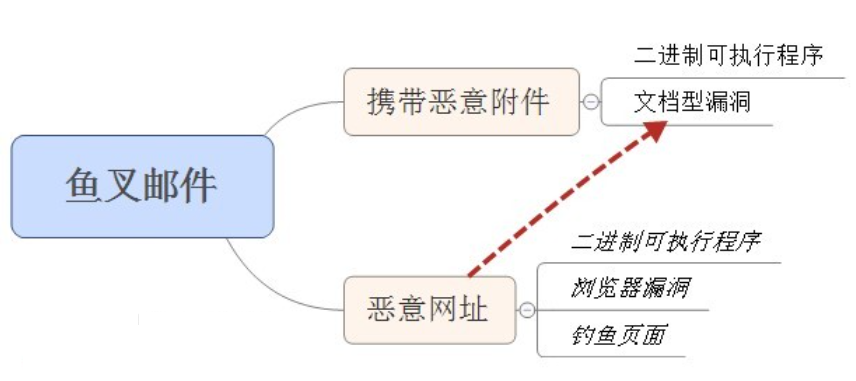 鱼叉邮件
携带恶意附件
二进制可执行程序
文档型漏洞
恶意网址
二进制可执行程序
浏览器漏洞
钓鱼页面